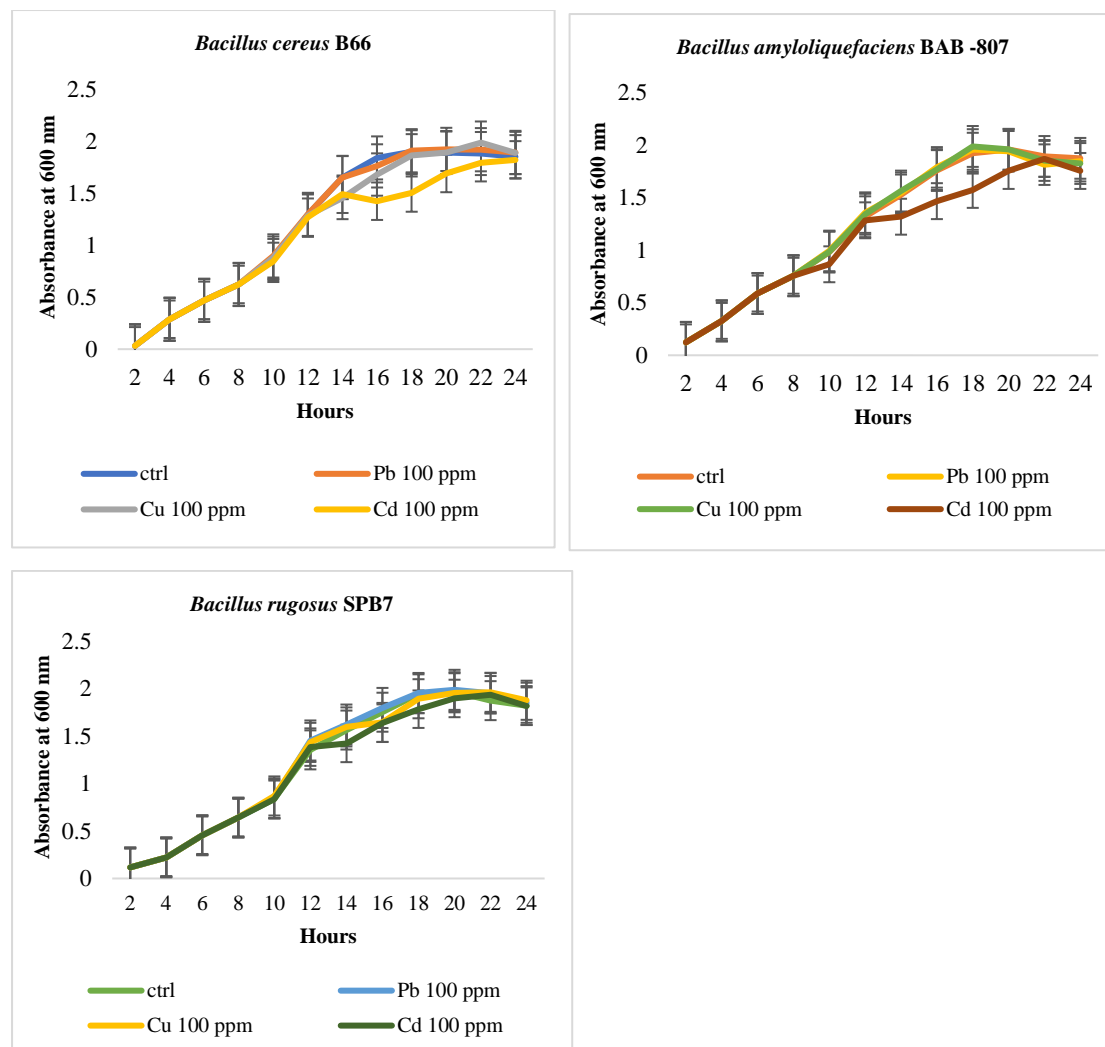 Bacillus cereus B66
Absorbance at 600 nm
2.5
2
1.5
1
0.5
0
2 4 6 8 10 12 14 16 18 20 22 24
Hours
ctrl Pb 100 ppm
Cu 100 ppm Cd 100 ppm
Bacillus amyloliquefaciens BAB -807
Absorbance at 600 nm
2.5
2
1.5
1
0.5
0
2 4 6 8 10 12 14 16 18 20 22 24
Hours
ctrl Pb 100 ppm
Cu 100 ppm Cd 100 ppm
Bacillus rugosus SPB7
Absorbance at 600 nm
2.5
2
1.5
1
0.5
0
2 4 6 8 10 12 14 16 18 20 22 24
Hours
ctrl Pb 100 ppm
Cu 100 ppm Cd 100 ppm